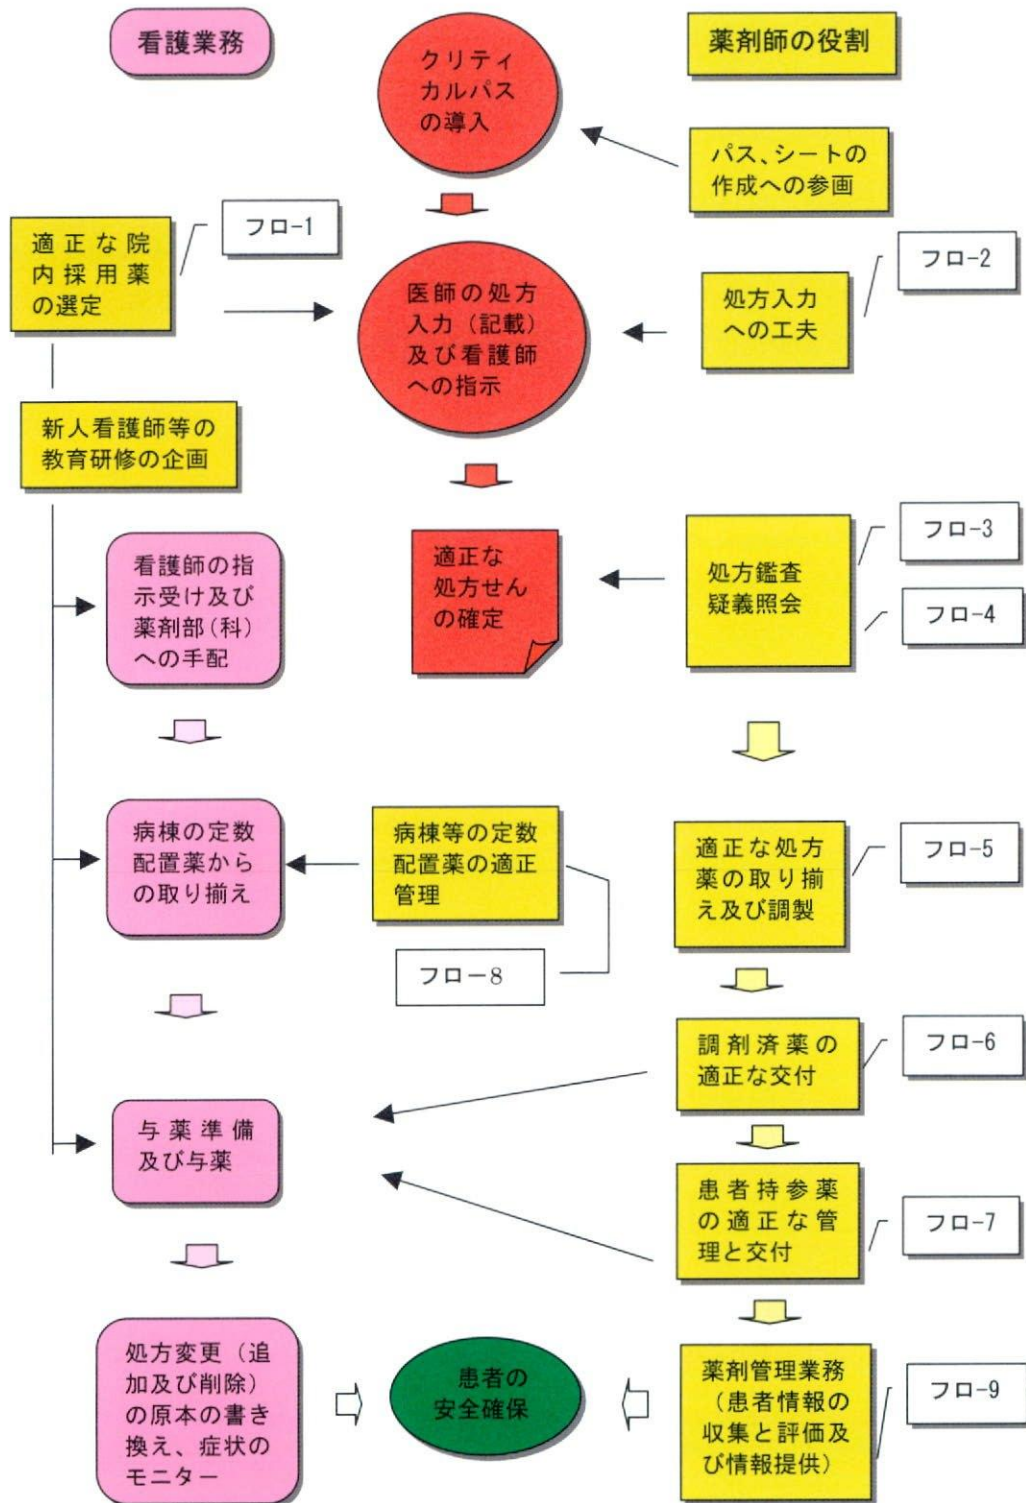 看護業務
クリティ
カルパス
の導入
薬剤師の役割
パス、シートの
作成への参画
適正な院
内採用薬
の選定
フロ-1
医師の処方
入力（記載）
及び看護師
への指示
処方入力
への工夫
フロ-2
新人看護師等の
教育研修の企画
看護師の指
示受け及び
薬剤部（科）
への手配
適正な
処方せん
の確定
処方鑑査
疑義照会
フロ-3
フロ-4
病棟の定数
配置薬から
の取り揃え
病棟等の定数
配置薬の適正
管理
フロー8
適正な処方
薬の取り揃
え及び調製
フロ-5
調剤済薬の
適正な交付
フロ-6
与薬準備
及び与薬
患者持参薬
の適正な管
理と交付
フロ-7
処方変更（追
加及び削除）
の原本の書き
換え、症状の
モニター
患者の
安全確保
薬剤管理業務
（患者情報の
収集と評価及
び情報提供）
フロ-9